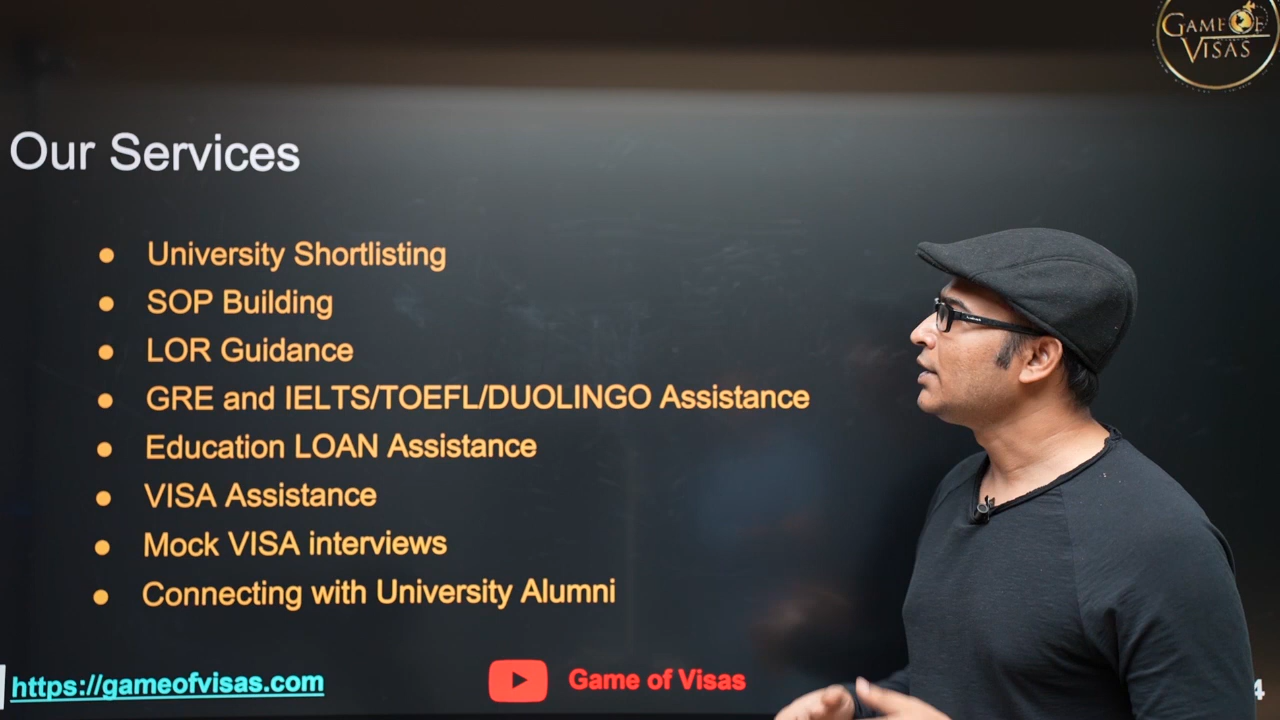 GAME OF
VISAS
Our Services
● University Shortlisting
● SOP Building
● LOR Guidance
● GRE and IELTS/TOEFL/DUOLINGO Assistance
● Education LOAN Assistance
● VISA Assistance
● Mock VISA interviews
● Connecting with University Alumni
https://gameofvisas.com
Game of Visas
4